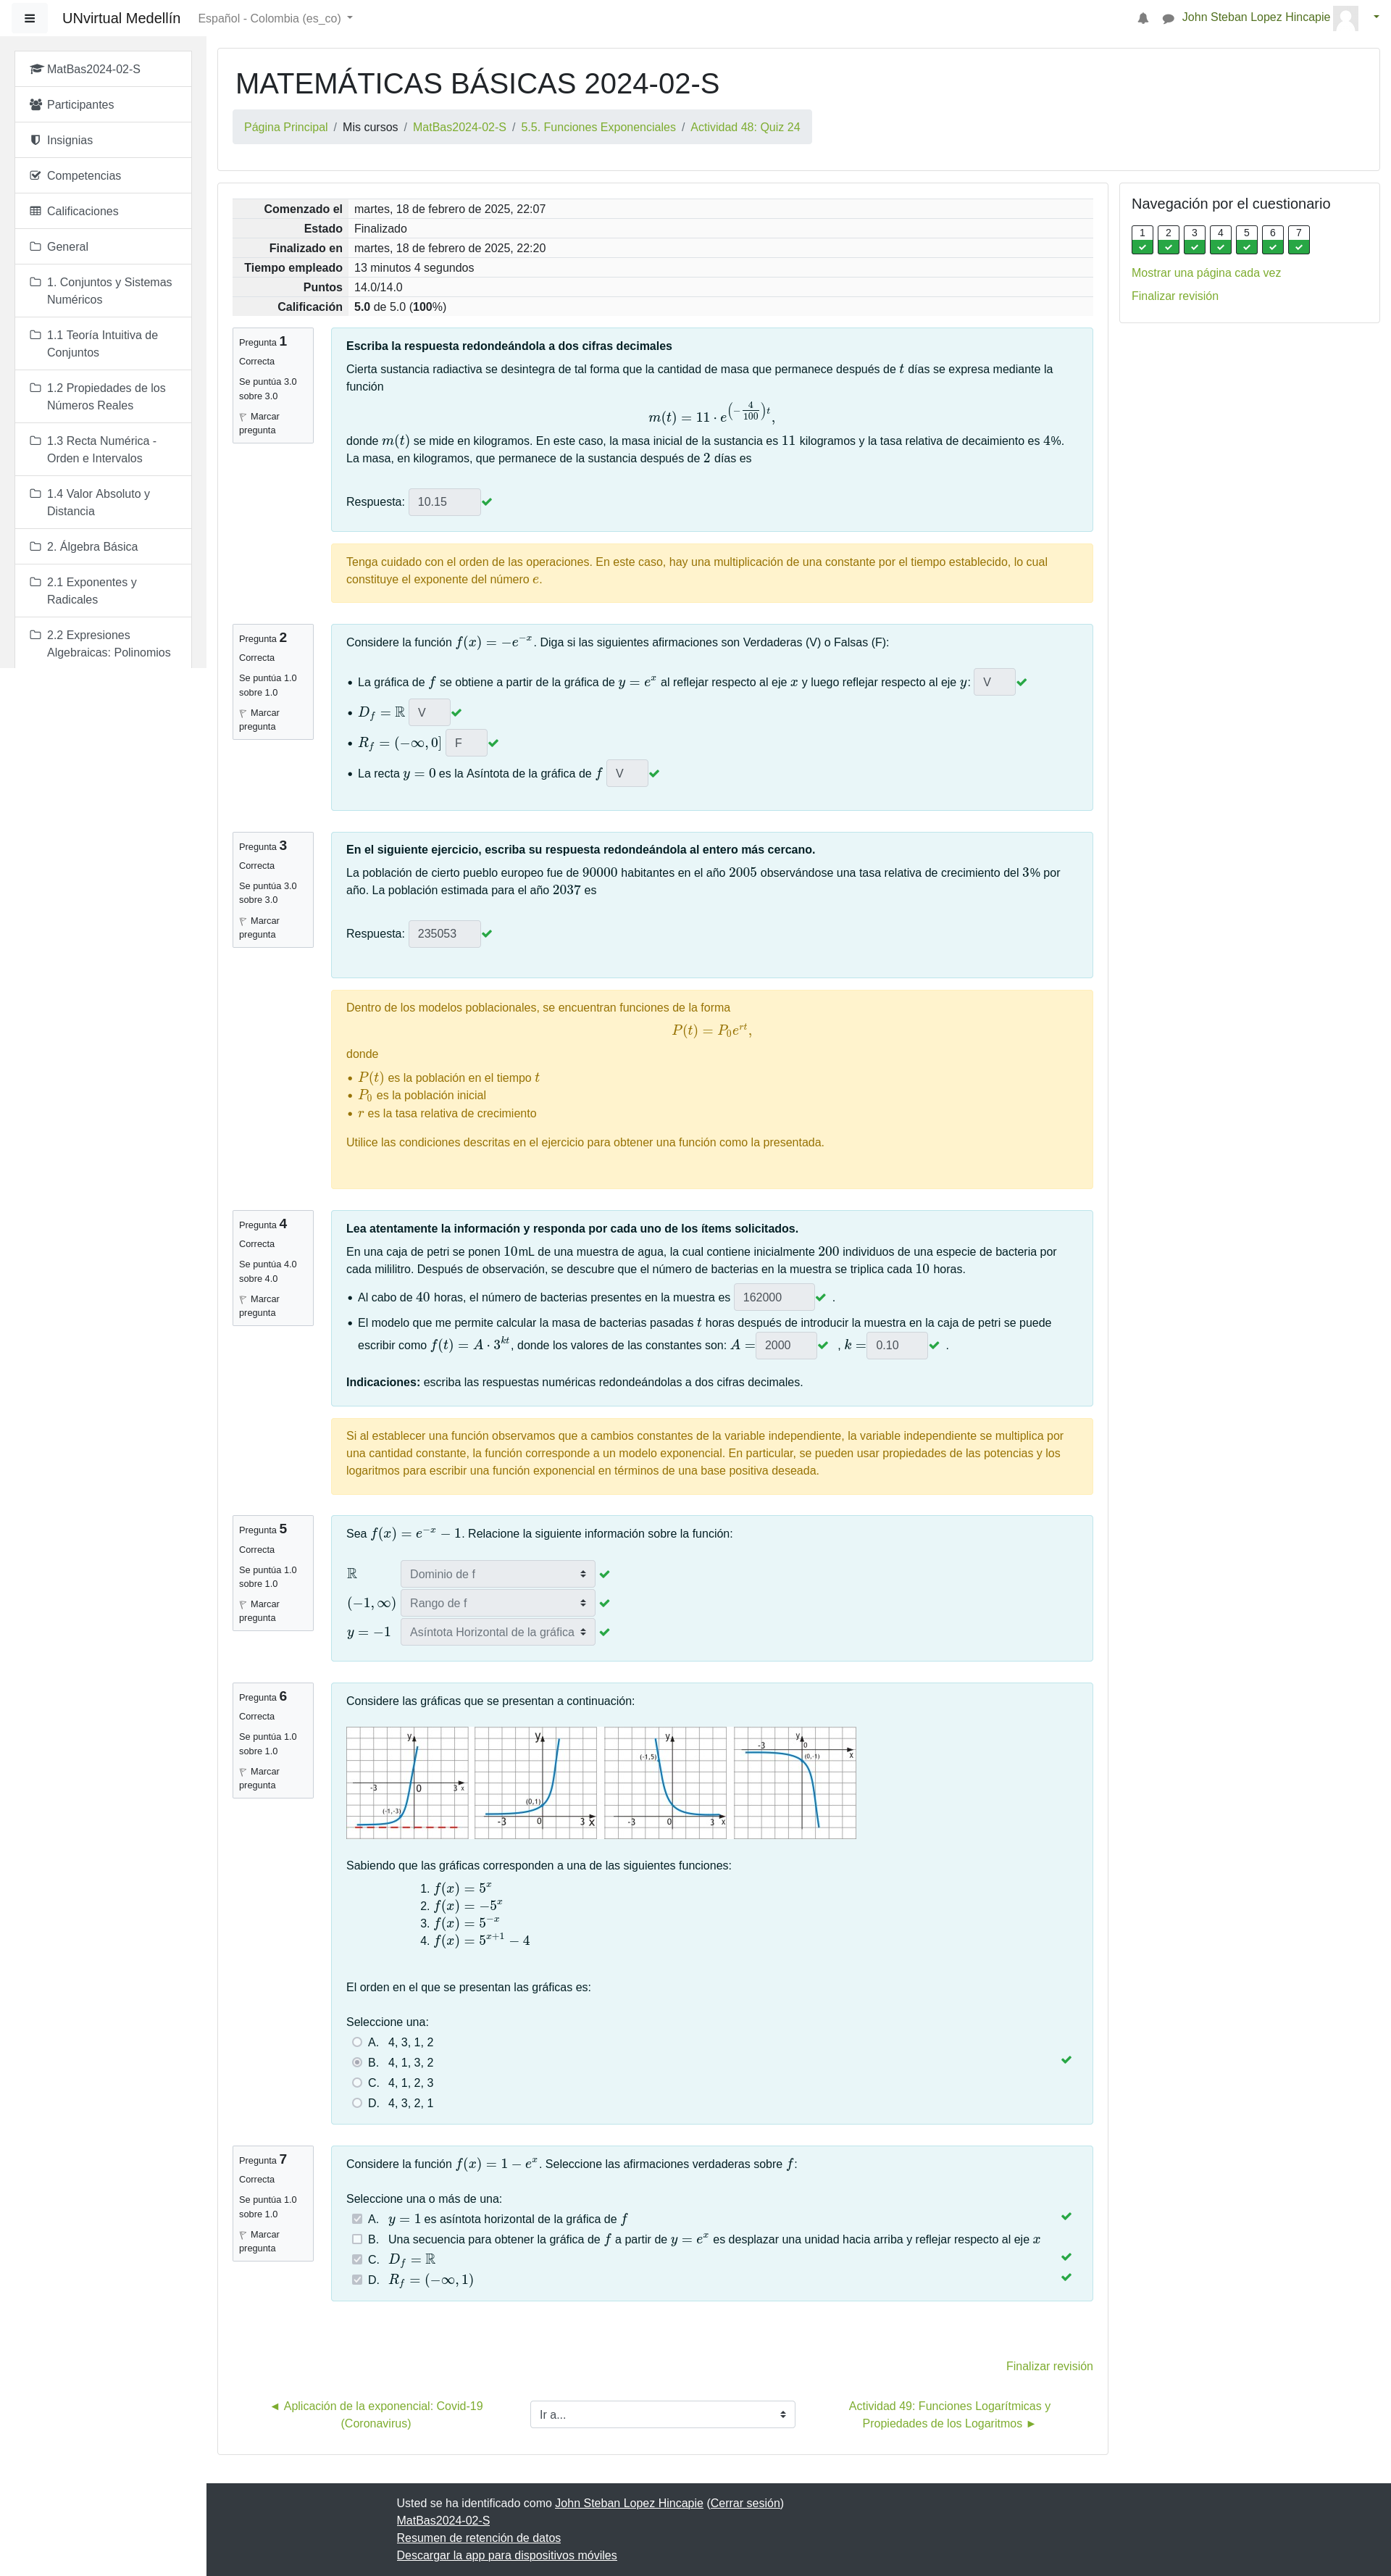 UNvirtual Medellín
Español - Colombia (es_co)
John Steban Lopez Hincapie
MatBas2024-02-S
Participantes
Insignias
Competencias
Calificaciones
General
1. Conjuntos y Sistemas
Numéricos
1.1 Teoría Intuitiva de
Conjuntos
1.2 Propiedades de los
Números Reales
1.3 Recta Numérica -
Orden e Intervalos
1.4 Valor Absoluto y
Distancia
2. Álgebra Básica
2.1 Exponentes y
Radicales
2.2 Expresiones
Algebraicas: Polinomios
MATEMÁTICAS BÁSICAS 2024-02-S
Página Principal / Mis cursos / MatBas2024-02-S / 5.5. Funciones Exponenciales / Actividad 48: Quiz 24
Comenzado el martes, 18 de febrero de 2025, 22:07
Estado Finalizado
Finalizado en martes, 18 de febrero de 2025, 22:20
Tiempo empleado 13 minutos 4 segundos
Puntos 14.0/14.0
Calificación 5.0 de 5.0 (100%)
Pregunta 1
Correcta
Se puntúa 3.0
sobre 3.0
Marcar
pregunta
Escriba la respuesta redondeándola a dos cifras decimales
Cierta sustancia radiactiva se desintegra de tal forma que la cantidad de masa que permanece después de t días se expresa mediante la
función
m(t) = 11 · e^{(−4/100)t},
donde m(t) se mide en kilogramos. En este caso, la masa inicial de la sustancia es 11 kilogramos y la tasa relativa de decaimiento es 4%.
La masa, en kilogramos, que permanece de la sustancia después de 2 días es
Respuesta: 10.15
Tenga cuidado con el orden de las operaciones. En este caso, hay una multiplicación de una constante por el tiempo establecido, lo cual
constituye el exponente del número e.
Pregunta 2
Correcta
Se puntúa 1.0
sobre 1.0
Marcar
pregunta
Considere la función f(x) = −e^{−x}. Diga si las siguientes afirmaciones son Verdaderas (V) o Falsas (F):
• La gráfica de f se obtiene a partir de la gráfica de y = e^x al reflejar respecto al eje x y luego reflejar respecto al eje y: V
• D_f = ℝ V
• R_f = (−∞, 0] F
• La recta y = 0 es la Asíntota de la gráfica de f V
Pregunta 3
Correcta
Se puntúa 3.0
sobre 3.0
Marcar
pregunta
En el siguiente ejercicio, escriba su respuesta redondeándola al entero más cercano.
La población de cierto pueblo europeo fue de 90000 habitantes en el año 2005 observándose una tasa relativa de crecimiento del 3% por
año. La población estimada para el año 2037 es
Respuesta: 235053
Dentro de los modelos poblacionales, se encuentran funciones de la forma
P(t) = P_0 e^{rt},
donde
• P(t) es la población en el tiempo t
• P_0 es la población inicial
• r es la tasa relativa de crecimiento
Utilice las condiciones descritas en el ejercicio para obtener una función como la presentada.
Pregunta 4
Correcta
Se puntúa 4.0
sobre 4.0
Marcar
pregunta
Lea atentamente la información y responda por cada uno de los ítems solicitados.
En una caja de petri se ponen 10mL de una muestra de agua, la cual contiene inicialmente 200 individuos de una especie de bacteria por
cada mililitro. Después de observación, se descubre que el número de bacterias en la muestra se triplica cada 10 horas.
• Al cabo de 40 horas, el número de bacterias presentes en la muestra es 162000 .
• El modelo que me permite calcular la masa de bacterias pasadas t horas después de introducir la muestra en la caja de petri se puede
escribir como f(t) = A · 3^{kt}, donde los valores de las constantes son: A = 2000 , k = 0.10 .
Indicaciones: escriba las respuestas numéricas redondeándolas a dos cifras decimales.
Si al establecer una función observamos que a cambios constantes de la variable independiente, la variable independiente se multiplica por
una cantidad constante, la función corresponde a un modelo exponencial. En particular, se pueden usar propiedades de las potencias y los
logaritmos para escribir una función exponencial en términos de una base positiva deseada.
Pregunta 5
Correcta
Se puntúa 1.0
sobre 1.0
Marcar
pregunta
Sea f(x) = e^{−x} − 1. Relacione la siguiente información sobre la función:
ℝ Dominio de f
(−1, ∞) Rango de f
y = −1 Asíntota Horizontal de la gráfica
Pregunta 6
Correcta
Se puntúa 1.0
sobre 1.0
Marcar
pregunta
Considere las gráficas que se presentan a continuación:
y
-3 0 3 x
(-1,-3)
y
(0,1)
-3 0 3 x
y
(-1,5)
-3 0 3 x
y
-3 0
(0,-1) x
Sabiendo que las gráficas corresponden a una de las siguientes funciones:
1. f(x) = 5^x
2. f(x) = −5^x
3. f(x) = 5^{−x}
4. f(x) = 5^{x+1} − 4
El orden en el que se presentan las gráficas es:
Seleccione una:
A. 4, 3, 1, 2
B. 4, 1, 3, 2
C. 4, 1, 2, 3
D. 4, 3, 2, 1
Pregunta 7
Correcta
Se puntúa 1.0
sobre 1.0
Marcar
pregunta
Considere la función f(x) = 1 − e^x. Seleccione las afirmaciones verdaderas sobre f:
Seleccione una o más de una:
A. y = 1 es asíntota horizontal de la gráfica de f
B. Una secuencia para obtener la gráfica de f a partir de y = e^x es desplazar una unidad hacia arriba y reflejar respecto al eje x
C. D_f = ℝ
D. R_f = (−∞, 1)
Finalizar revisión
◄ Aplicación de la exponencial: Covid-19
(Coronavirus)
Ir a...
Actividad 49: Funciones Logarítmicas y
Propiedades de los Logaritmos ►
Navegación por el cuestionario
1 2 3 4 5 6 7
Mostrar una página cada vez
Finalizar revisión
Usted se ha identificado como John Steban Lopez Hincapie (Cerrar sesión)
MatBas2024-02-S
Resumen de retención de datos
Descargar la app para dispositivos móviles